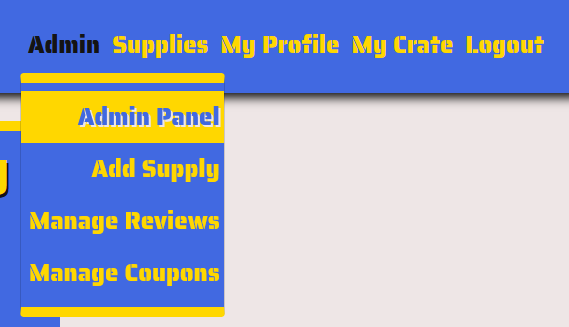 Admin Supplies My Profile My Crate Logout
Admin Panel
Add Supply
Manage Reviews
Manage Coupons